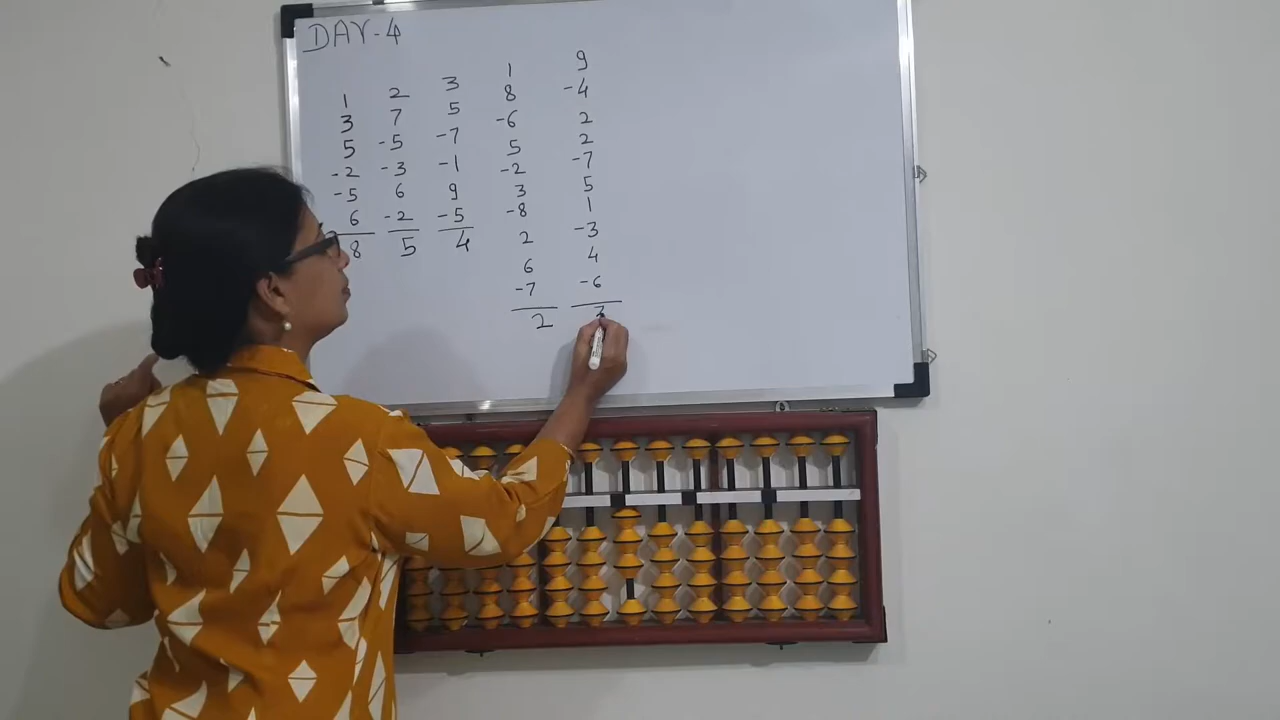 DAY-4
1 2 3 1 9
3 7 5 8 -4
5 -5 -7 -6 2
-2 -3 -1 5 2
-5 6 9 -2 -7
6 -2 -5 3 5
8 5 4 -8 1
2 -3
6 4
-7 -6
2 3